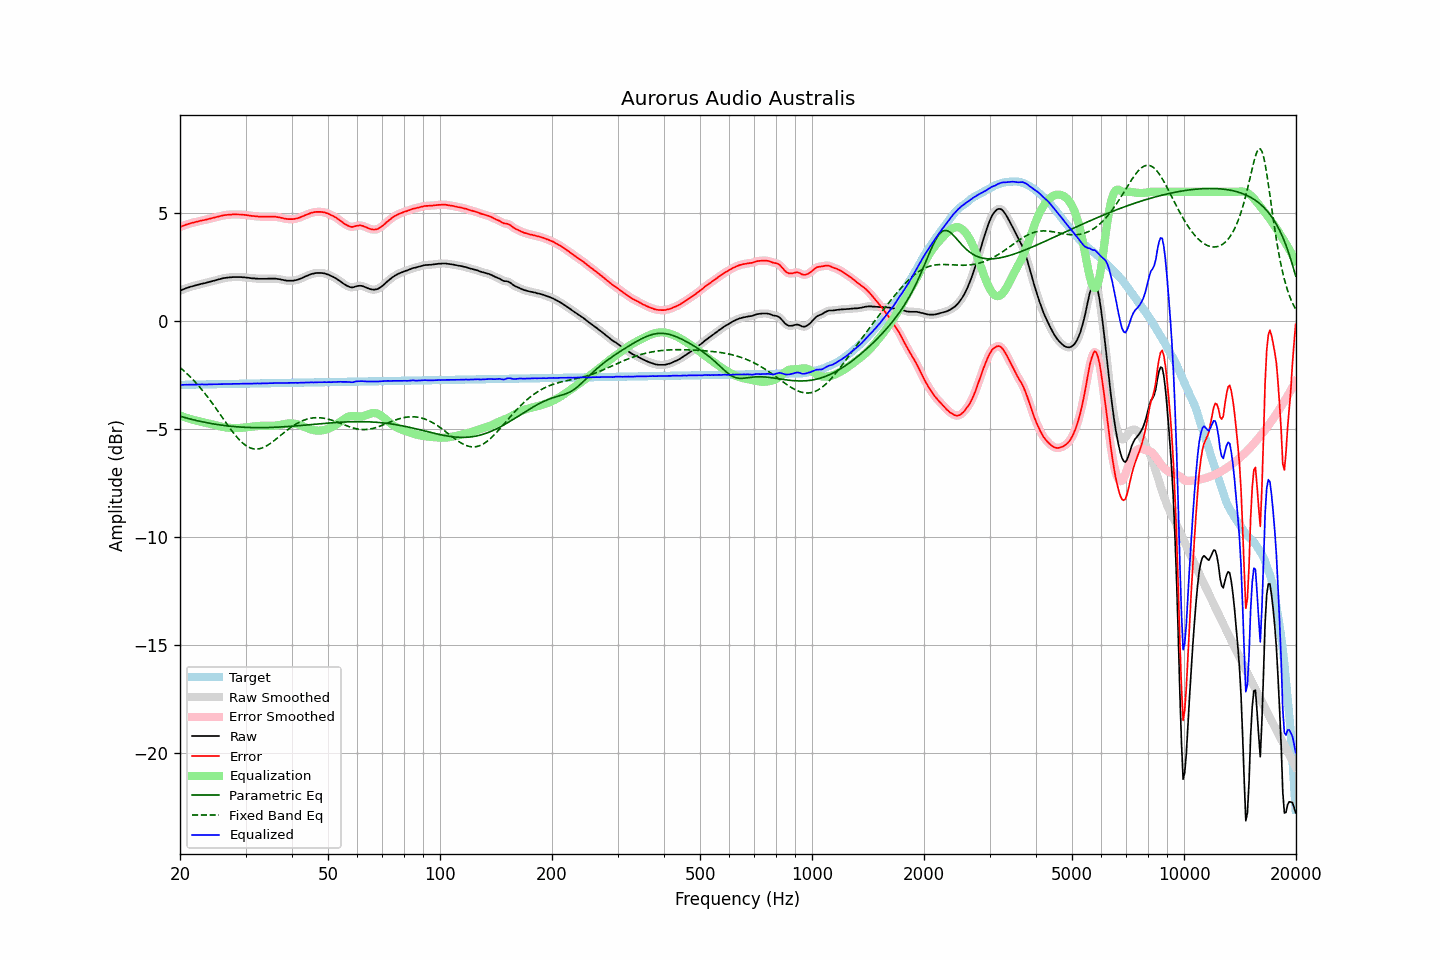 Aurorus Audio Australis
Amplitude (dBr)
5
0
−5
−10
−15
−20
Target
Raw Smoothed
Error Smoothed
Raw
Error
Equalization
Parametric Eq
Fixed Band Eq
Equalized
20 50 100 200 500 1000 2000 5000 10000 20000
Frequency (Hz)